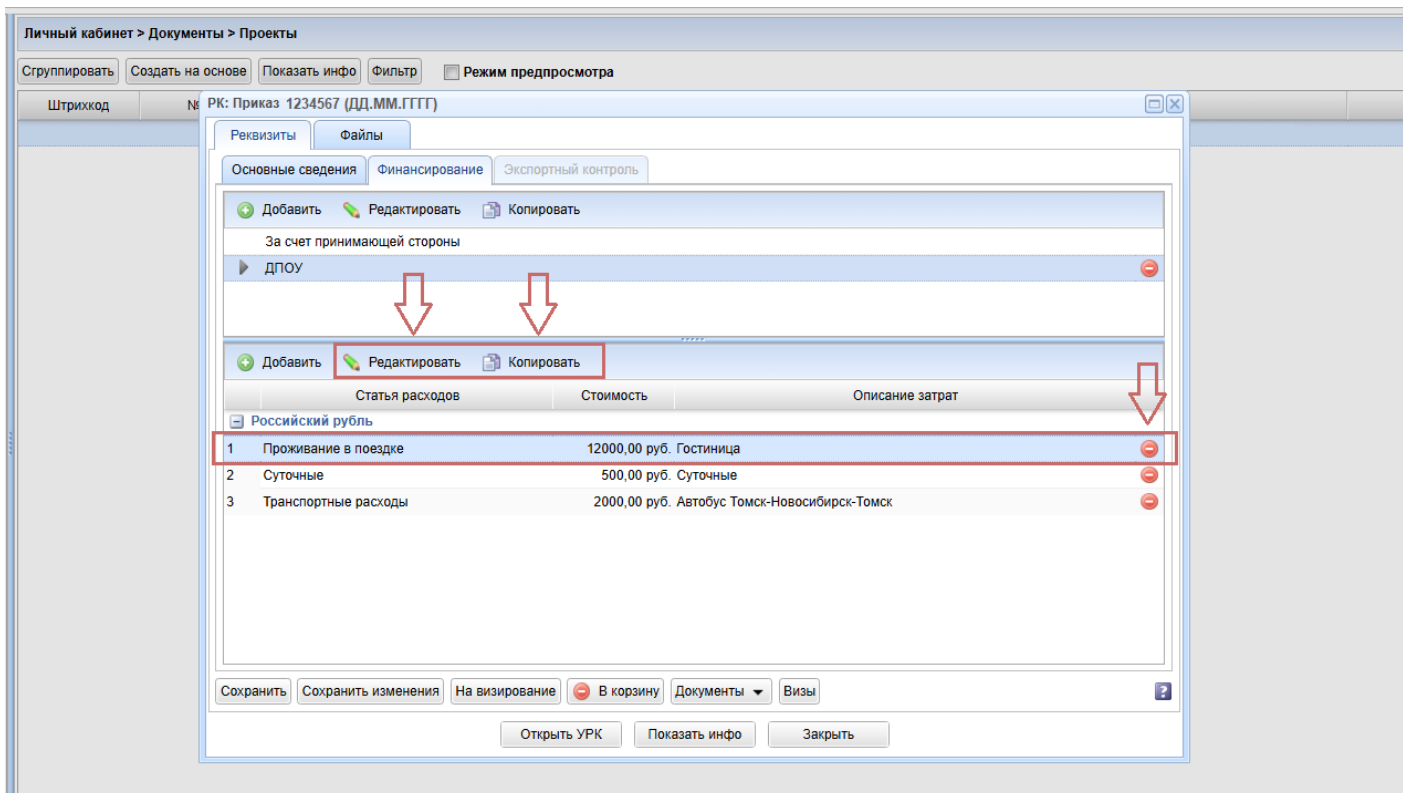 Личный кабинет > Документы > Проекты
Сгруппировать Создать на основе Показать инфо Фильтр Режим предпросмотра
Штрихкод №
РК: Приказ 1234567 (ДД.ММ.ГГГГ)
Реквизиты Файлы
Основные сведения Финансирование Экспортный контроль
Добавить Редактировать Копировать
За счет принимающей стороны
ДПОУ
Добавить Редактировать Копировать
Статья расходов Стоимость Описание затрат
Российский рубль
1 Проживание в поездке 12000,00 руб. Гостиница
2 Суточные 500,00 руб. Суточные
3 Транспортные расходы 2000,00 руб. Автобус Томск-Новосибирск-Томск
Сохранить Сохранить изменения На визирование В корзину Документы Визы ?
Открыть УРК Показать инфо Закрыть